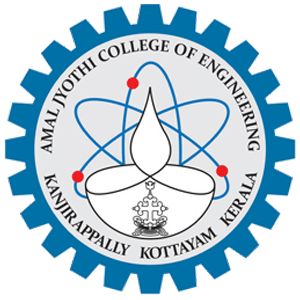 AMAL JYOTHI COLLEGE OF ENGINEERING
KANJIRAPPALLY KOTTAYAM KERALA